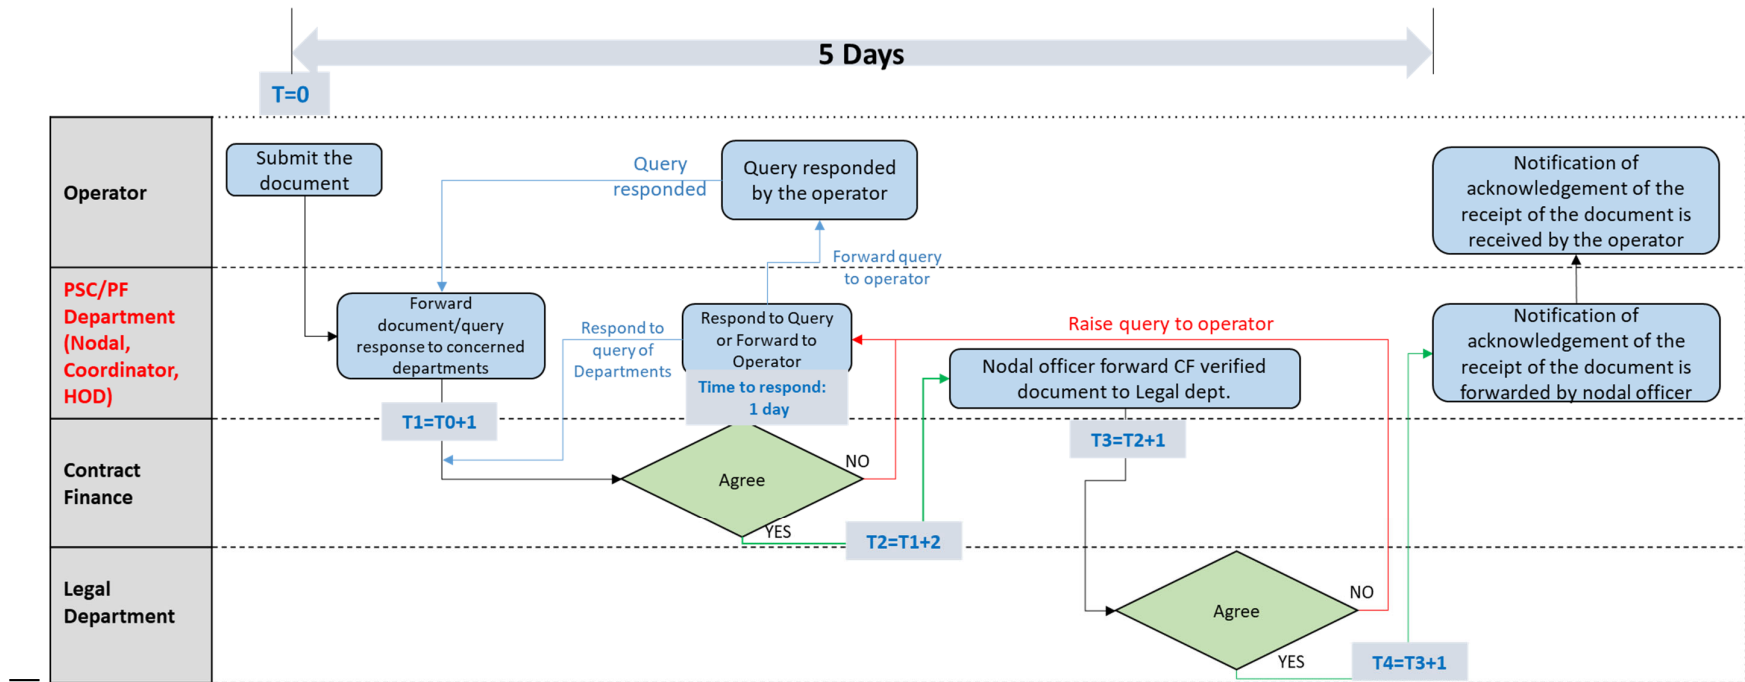 5 Days
T=0
Operator
Submit the
document
Query
responded
Query responded
by the operator
Forward query
to operator
Notification of
acknowledgement of the
receipt of the document is
received by the operator
PSC/PF
Department
(Nodal,
Coordinator,
HOD)
Forward
document/query
response to concerned
departments
Respond to
query of
Departments
Respond to Query
or Forward to
Operator
Time to respond:
1 day
Raise query to operator
Nodal officer forward CF verified
document to Legal dept.
Notification of
acknowledgement of the
receipt of the document is
forwarded by nodal officer
T1=T0+1
T3=T2+1
Contract
Finance
Agree
NO
YES
T2=T1+2
Legal
Department
Agree
NO
YES
T4=T3+1